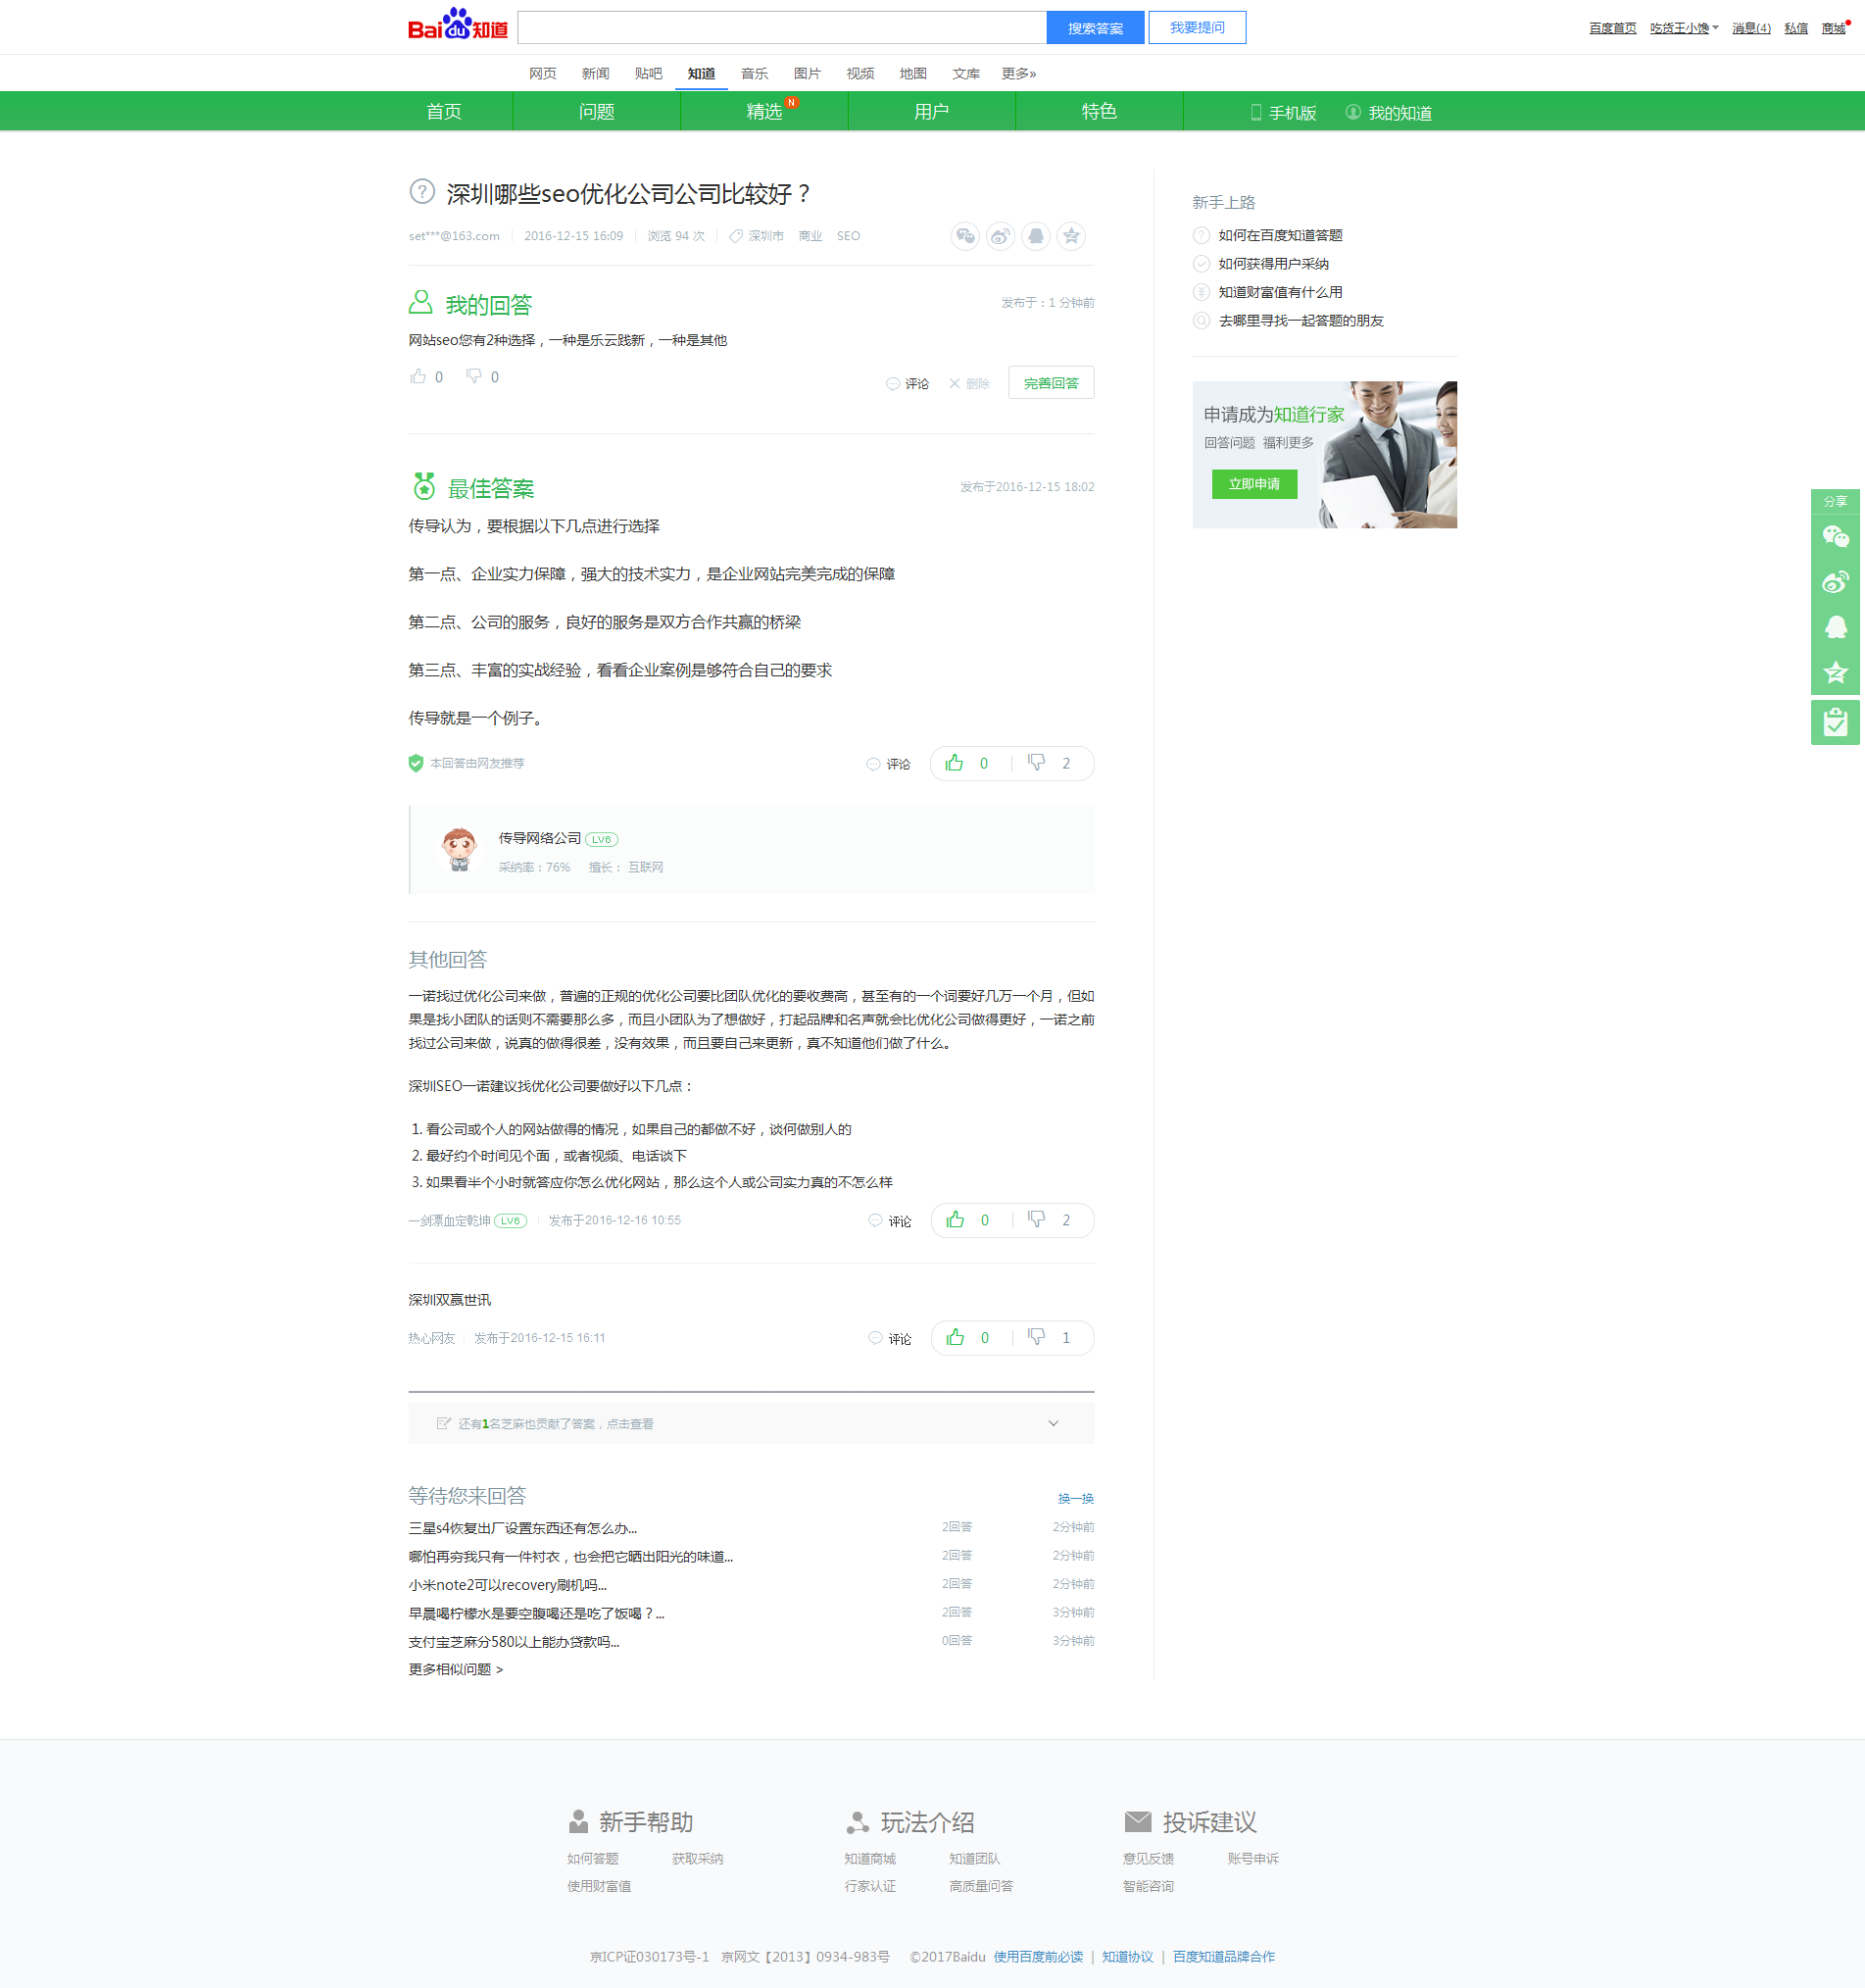 Bai du 知道
搜索答案
我要提问
百度首页 吃货王小馋 消息(4) 私信 商城
网页 新闻 贴吧 知道 音乐 图片 视频 地图 文库 更多»
首页 问题 精选 N 用户 特色 手机版 我的知道
深圳哪些seo优化公司公司比较好？
set***@163.com 2016-12-15 16:09 浏览 94 次 深圳市 商业 SEO
我的回答 发布于：1 分钟前
网站seo您有2种选择，一种是乐云践新，一种是其他
0 0 评论 删除 完善回答
最佳答案 发布于2016-12-15 18:02
传导认为，要根据以下几点进行选择
第一点、企业实力保障，强大的技术实力，是企业网站完美完成的保障
第二点、公司的服务，良好的服务是双方合作共赢的桥梁
第三点、丰富的实战经验，看看企业案例是够符合自己的要求
传导就是一个例子。
本回答由网友推荐 评论 0 2
传导网络公司 LV6
采纳率：76% 擅长： 互联网
其他回答
一诺找过优化公司来做，普遍的正规的优化公司要比团队优化的要收费高，甚至有的一个词要好几万一个月，但如
果是找小团队的话则不需要那么多，而且小团队为了想做好，打起品牌和名声就会比优化公司做得更好，一诺之前
找过公司来做，说真的做得很差，没有效果，而且要自己来更新，真不知道他们做了什么。
深圳SEO一诺建议找优化公司要做好以下几点：
1. 看公司或个人的网站做得的情况，如果自己的都做不好，谈何做别人的
2. 最好约个时间见个面，或者视频、电话谈下
3. 如果看半个小时就答应你怎么优化网站，那么这个人或公司实力真的不怎么样
一剑漂血定乾坤 LV6 发布于2016-12-16 10:55 评论 0 2
深圳双赢世讯
热心网友 发布于2016-12-15 16:11 评论 0 1
还有1名芝麻也贡献了答案，点击查看
等待您来回答 换一换
三星s4恢复出厂设置东西还有怎么办... 2回答 2分钟前
哪怕再穷我只有一件衬衣，也会把它晒出阳光的味道... 2回答 2分钟前
小米note2可以recovery刷机吗... 2回答 2分钟前
早晨喝柠檬水是要空腹喝还是吃了饭喝？... 2回答 3分钟前
支付宝芝麻分580以上能办贷款吗... 0回答 3分钟前
更多相似问题 >
新手上路
如何在百度知道答题
如何获得用户采纳
知道财富值有什么用
去哪里寻找一起答题的朋友
申请成为知道行家
回答问题 福利更多
立即申请
分享
新手帮助 玩法介绍 投诉建议
如何答题 获取采纳 知道商城 知道团队 意见反馈 账号申诉
使用财富值 行家认证 高质量问答 智能咨询
京ICP证030173号-1 京网文【2013】0934-983号 ©2017Baidu 使用百度前必读 | 知道协议 | 百度知道品牌合作